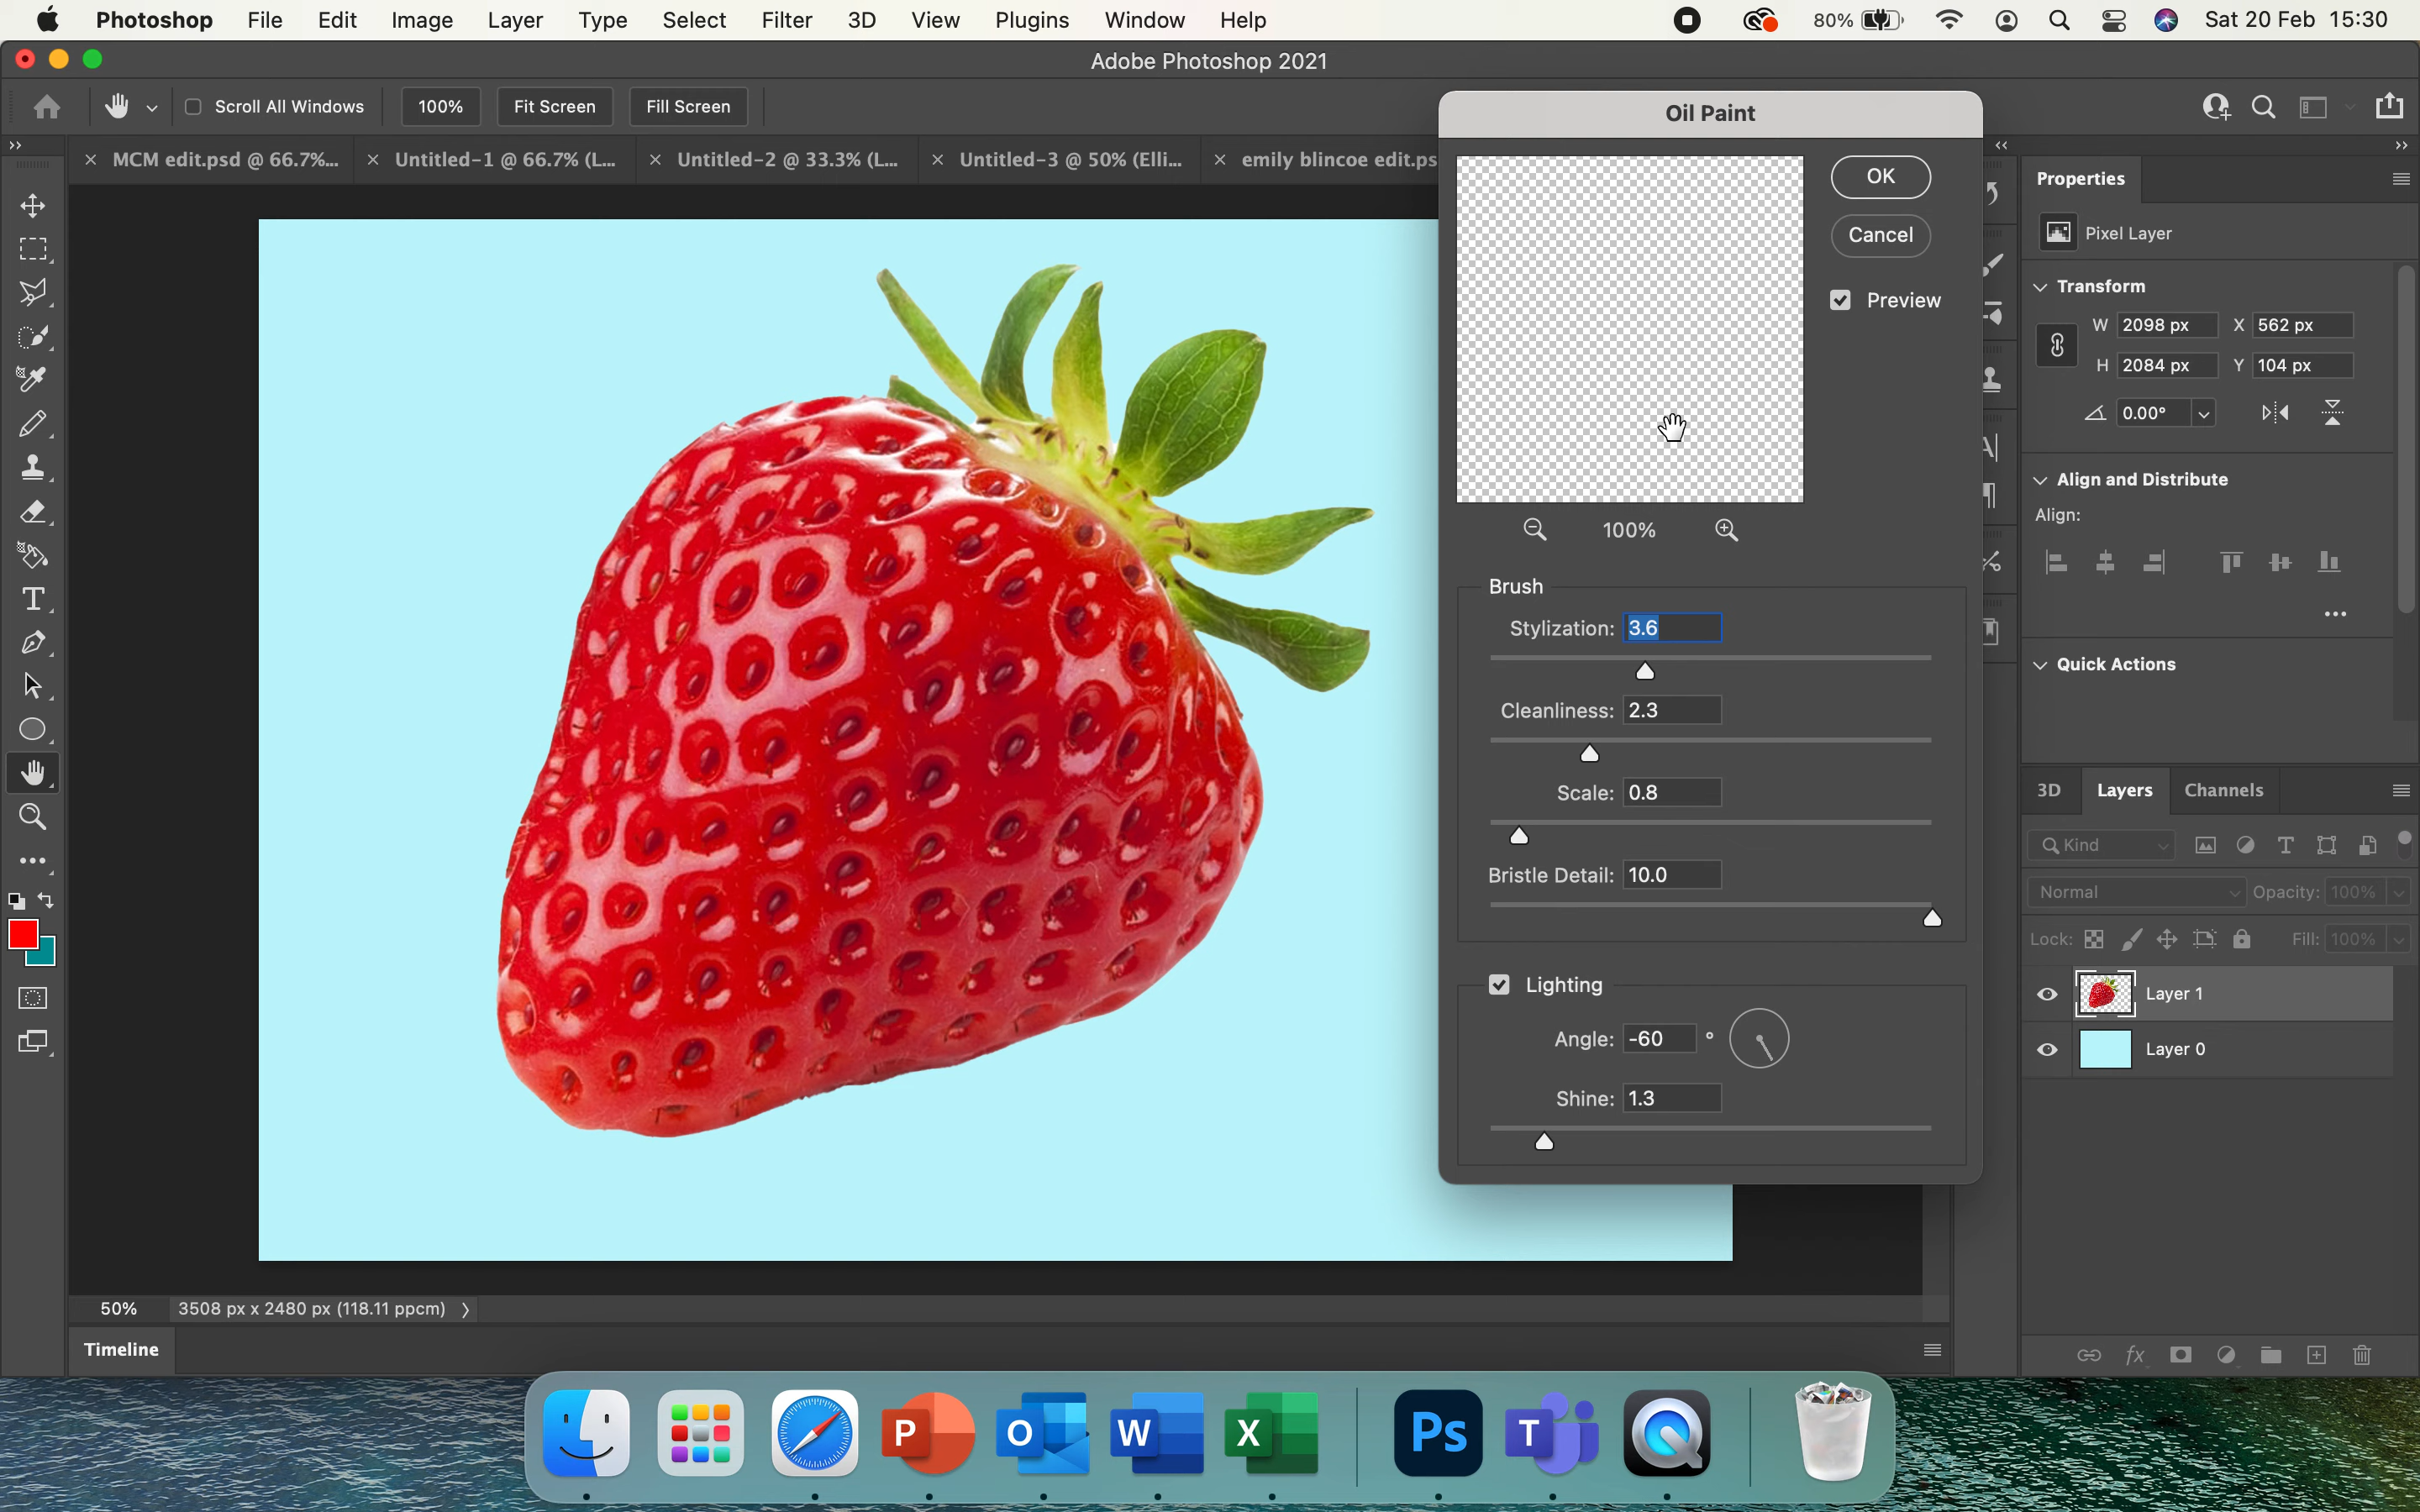 Photoshop File Edit Image Layer Type Select Filter 3D View Plugins Window Help 80% Sat 20 Feb 15:30
Adobe Photoshop 2021
Scroll All Windows 100% Fit Screen Fill Screen
MCM edit.psd @ 66.7%... Untitled-1 @ 66.7% (L... Untitled-2 @ 33.3% (L... Untitled-3 @ 50% (Elli... emily blincoe edit.ps
Oil Paint
OK
Cancel
Preview
100%
Brush
Stylization: 3.6
Cleanliness: 2.3
Scale: 0.8
Bristle Detail: 10.0
Lighting
Angle: -60 °
Shine: 1.3
Properties
Pixel Layer
Transform
W 2098 px X 562 px
H 2084 px Y 104 px
0.00°
Align and Distribute
Align:
Quick Actions
3D Layers Channels
Kind
Normal Opacity: 100%
Lock: Fill: 100%
Layer 1
Layer 0
50% 3508 px x 2480 px (118.11 ppcm)
Timeline
P O W X Ps T